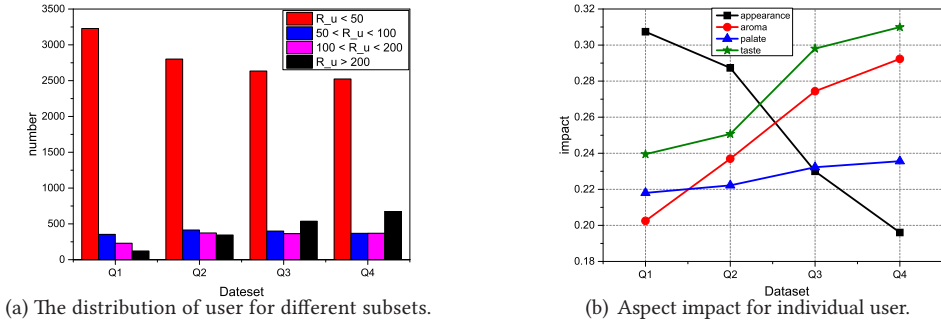 3500
3000
2500
2000
1500
1000
500
0
number
R_u < 50
50 < R_u < 100
100 < R_u < 200
R_u > 200
Q1 Q2 Q3 Q4
Dateset
(a) The distribution of user for different subsets.
0.32
0.30
0.28
0.26
0.24
0.22
0.20
0.18
impact
appearance
aroma
palate
taste
Q1 Q2 Q3 Q4
Dataset
(b) Aspect impact for individual user.